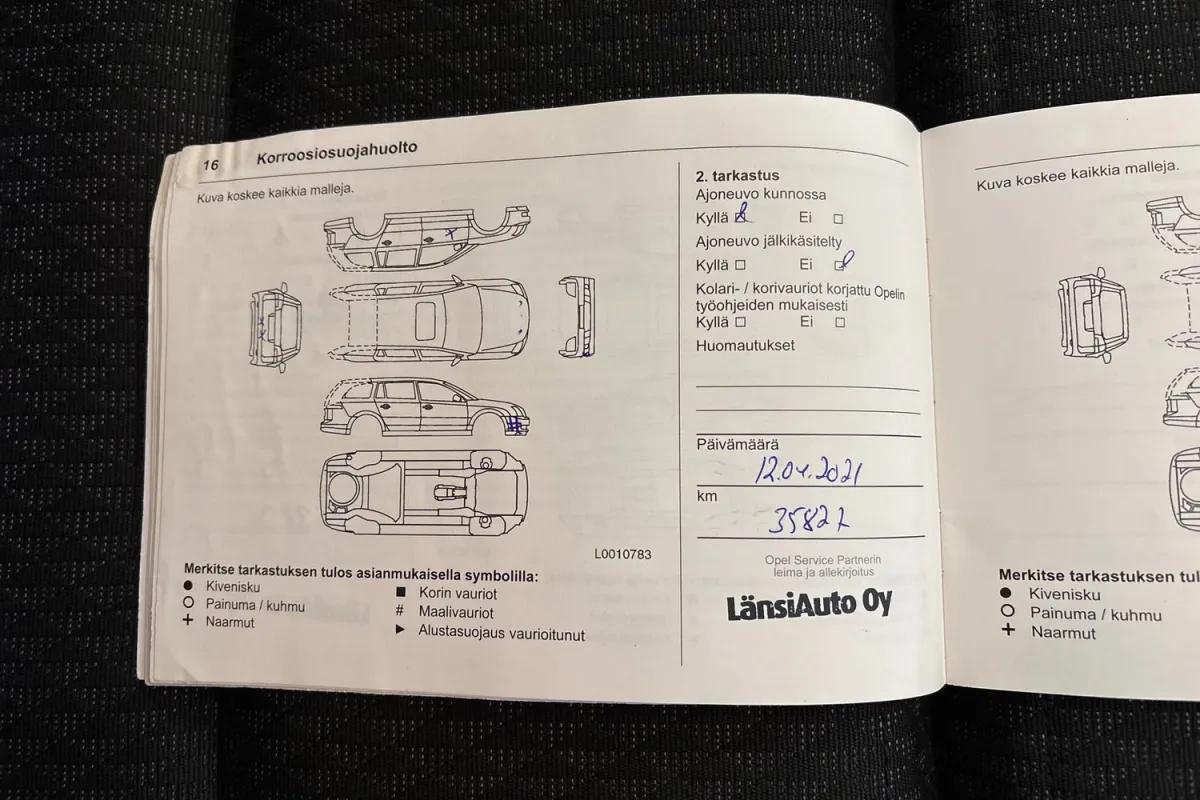 16 Korroosiosuojahuolto
Kuva koskee kaikkia malleja.
L0010783
Merkitse tarkastuksen tulos asianmukaisella symbolilla:
● Kivenisku
○ Painuma / kuhmu
+ Naarmut
■ Korin vauriot
# Maalivauriot
► Alustasuojaus vaurioitunut
2. tarkastus
Ajoneuvo kunnossa
Kyllä ☒ Ei ☐
Ajoneuvo jälkikäsitelty
Kyllä ☐ Ei ☒
Kolari- / korivauriot korjattu Opelin
työohjeiden mukaisesti
Kyllä ☐ Ei ☐
Huomautukset
Päivämäärä
12.04.2021
km
35827
Opel Service Partnerin
leima ja allekirjoitus
LänsiAuto Oy
Kuva koskee kaikkia malleja.
Merkitse tarkastuksen tul
● Kivenisku
○ Painuma / kuhmu
+ Naarmut